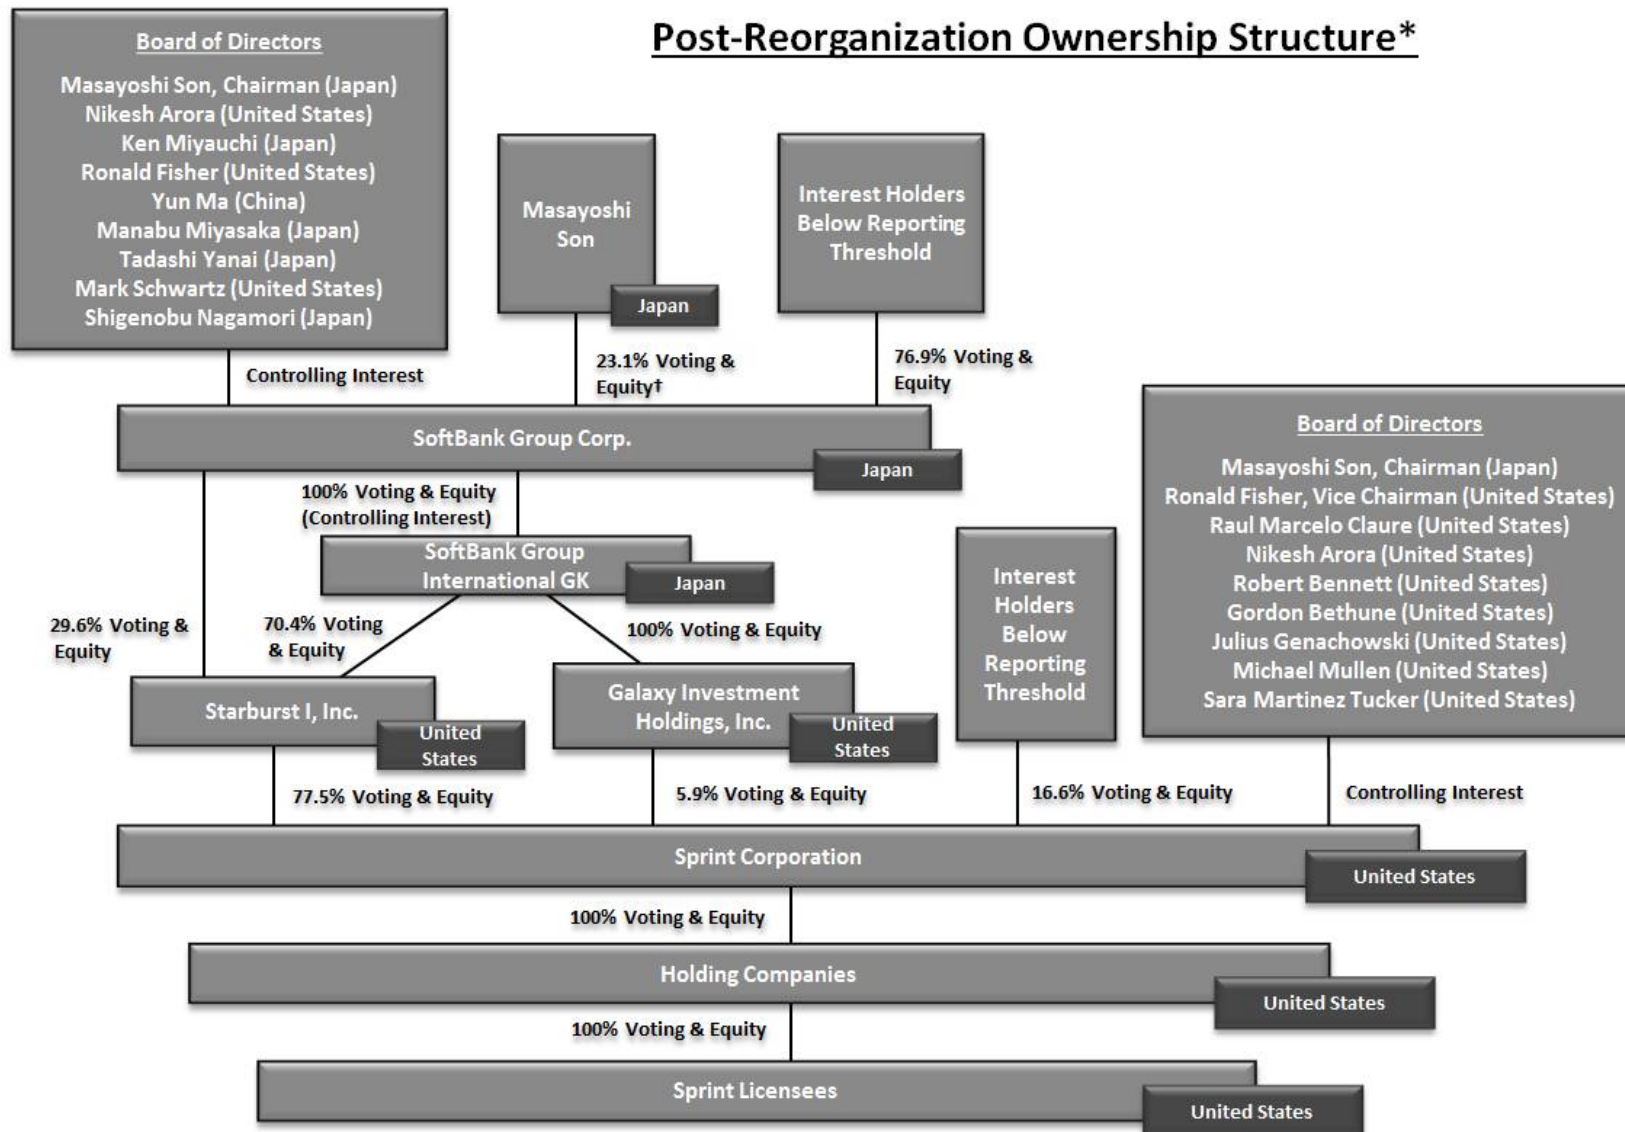 Post-Reorganization Ownership Structure*
Board of Directors
Masayoshi Son, Chairman (Japan)
Nikesh Arora (United States)
Ken Miyauchi (Japan)
Ronald Fisher (United States)
Yun Ma (China)
Manabu Miyasaka (Japan)
Tadashi Yanai (Japan)
Mark Schwartz (United States)
Shigenobu Nagamori (Japan)
Masayoshi
Son
Japan
Interest Holders
Below Reporting
Threshold
Controlling Interest
23.1% Voting &
Equity†
76.9% Voting &
Equity
SoftBank Group Corp.
Japan
100% Voting & Equity
(Controlling Interest)
SoftBank Group
International GK
Japan
29.6% Voting &
Equity
70.4% Voting
& Equity
100% Voting & Equity
Starburst I, Inc.
United
States
Galaxy Investment
Holdings, Inc.
United
States
Interest
Holders
Below
Reporting
Threshold
Board of Directors
Masayoshi Son, Chairman (Japan)
Ronald Fisher, Vice Chairman (United States)
Raul Marcelo Claure (United States)
Nikesh Arora (United States)
Robert Bennett (United States)
Gordon Bethune (United States)
Julius Genachowski (United States)
Michael Mullen (United States)
Sara Martinez Tucker (United States)
77.5% Voting & Equity
5.9% Voting & Equity
16.6% Voting & Equity
Controlling Interest
Sprint Corporation
United States
100% Voting & Equity
Holding Companies
United States
100% Voting & Equity
Sprint Licensees
United States